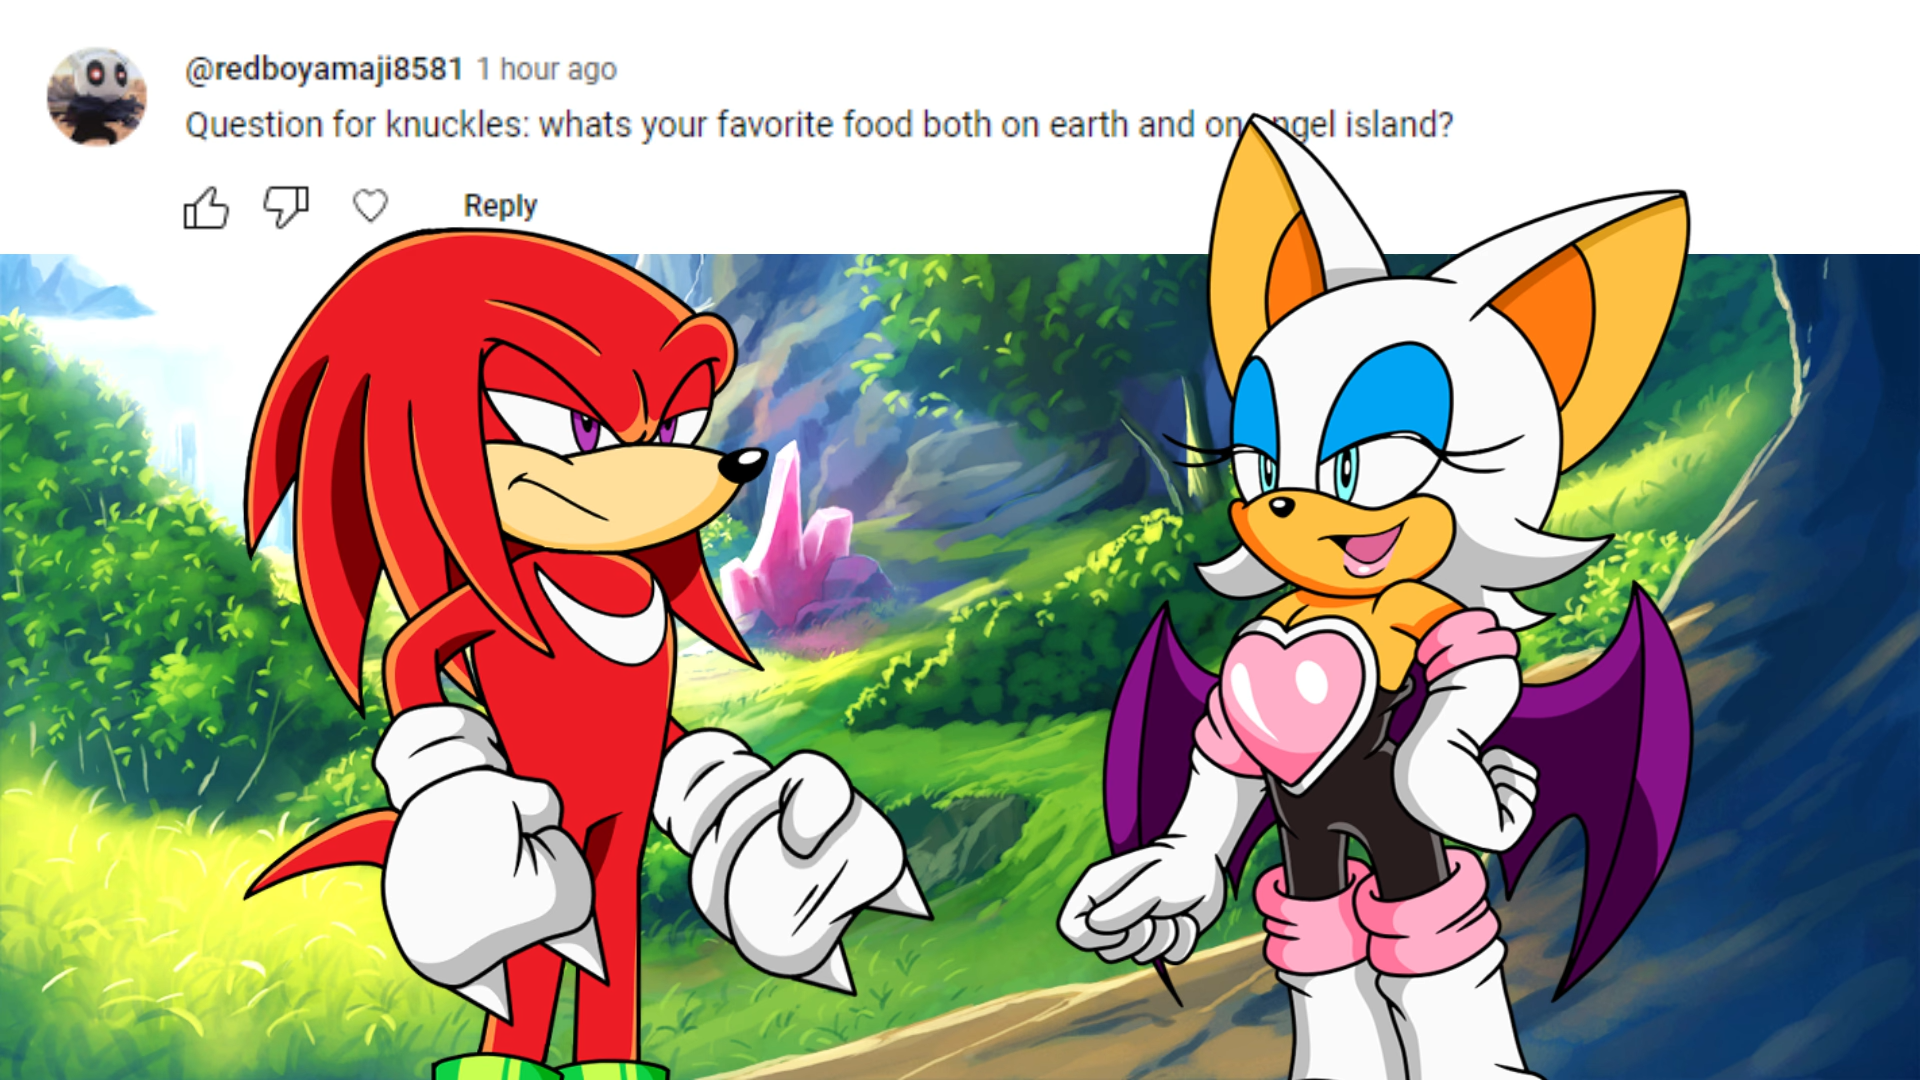 @redboyamaji8581 1 hour ago
Question for knuckles: whats your favorite food both on earth and on ngel island?
Reply